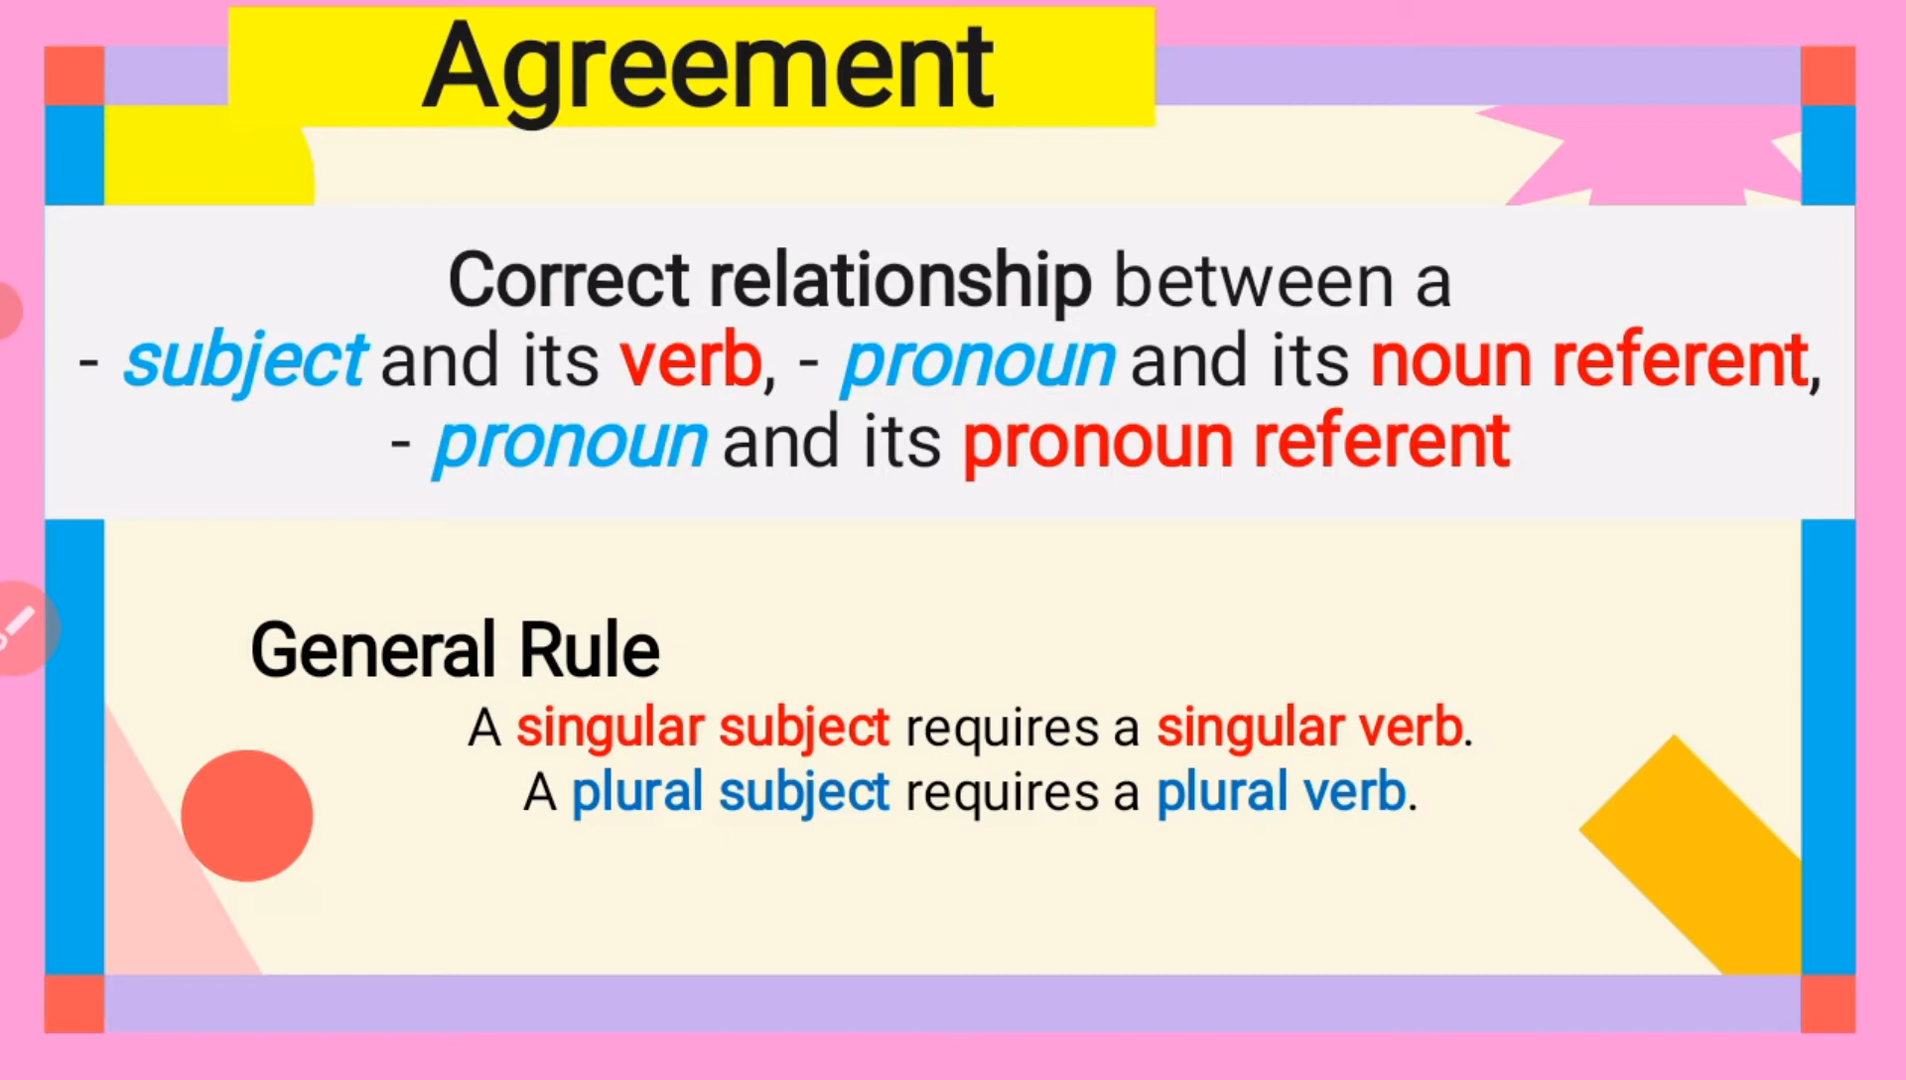 Agreement
Correct relationship between a
- subject and its verb, - pronoun and its noun referent,
- pronoun and its pronoun referent
General Rule
A singular subject requires a singular verb.
A plural subject requires a plural verb.